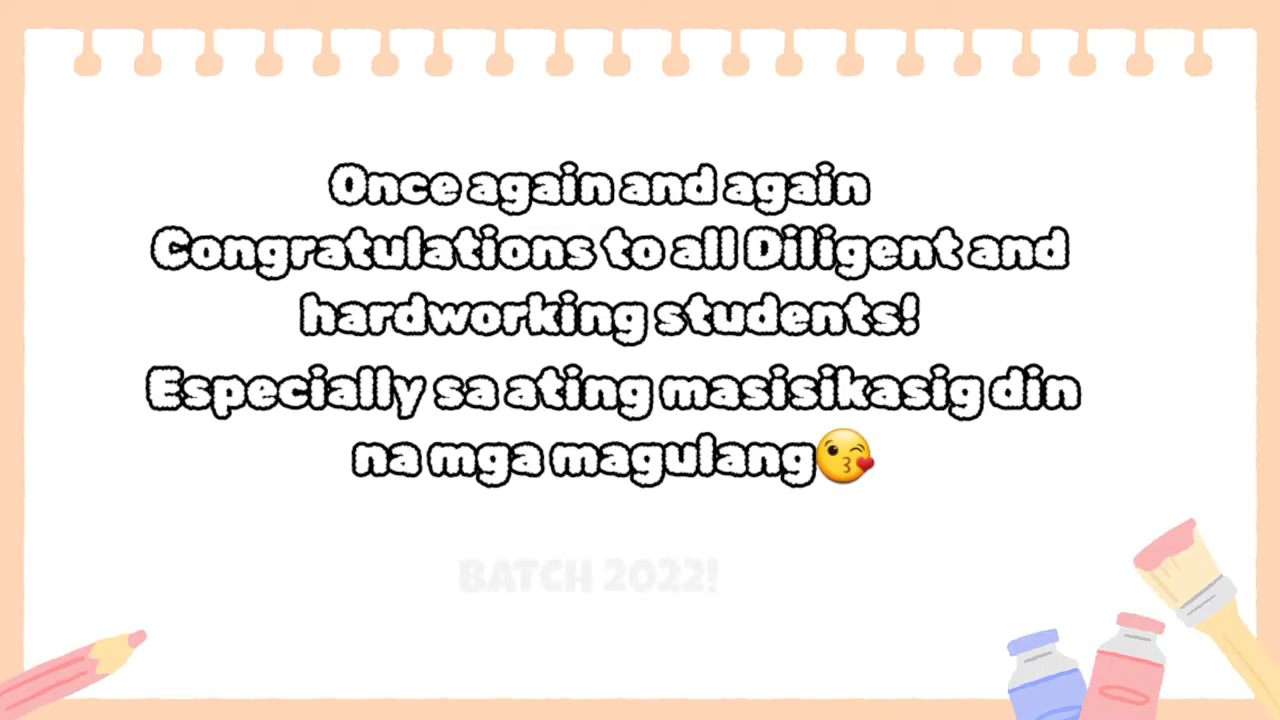 Once again and again
Congratulations to all Diligent and
hardworking students!
Especially sa ating masisikasig din
na mga magulang😘
BATCH 2022!